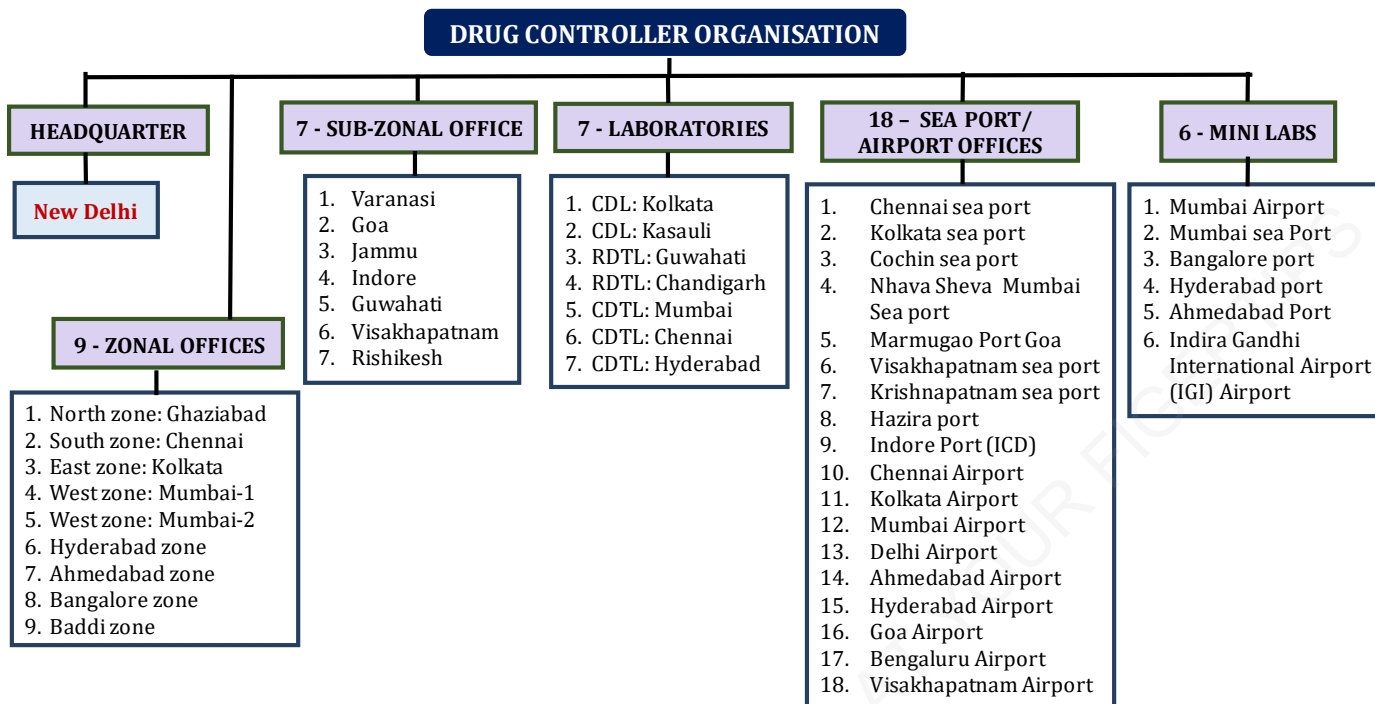 DRUG CONTROLLER ORGANISATION
HEADQUARTER
New Delhi
9 - ZONAL OFFICES
1. North zone: Ghaziabad
2. South zone: Chennai
3. East zone: Kolkata
4. West zone: Mumbai-1
5. West zone: Mumbai-2
6. Hyderabad zone
7. Ahmedabad zone
8. Bangalore zone
9. Baddi zone
7 - SUB-ZONAL OFFICE
1. Varanasi
2. Goa
3. Jammu
4. Indore
5. Guwahati
6. Visakhapatnam
7. Rishikesh
7 - LABORATORIES
1. CDL: Kolkata
2. CDL: Kasauli
3. RDTL: Guwahati
4. RDTL: Chandigarh
5. CDTL: Mumbai
6. CDTL: Chennai
7. CDTL: Hyderabad
18 – SEA PORT/
AIRPORT OFFICES
1. Chennai sea port
2. Kolkata sea port
3. Cochin sea port
4. Nhava Sheva Mumbai
Sea port
5. Marmugao Port Goa
6. Visakhapatnam sea port
7. Krishnapatnam sea port
8. Hazira port
9. Indore Port (ICD)
10. Chennai Airport
11. Kolkata Airport
12. Mumbai Airport
13. Delhi Airport
14. Ahmedabad Airport
15. Hyderabad Airport
16. Goa Airport
17. Bengaluru Airport
18. Visakhapatnam Airport
6 - MINI LABS
1. Mumbai Airport
2. Mumbai sea Port
3. Bangalore port
4. Hyderabad port
5. Ahmedabad Port
6. Indira Gandhi
International Airport
(IGI) Airport
AT YOUR FIGERTIPS